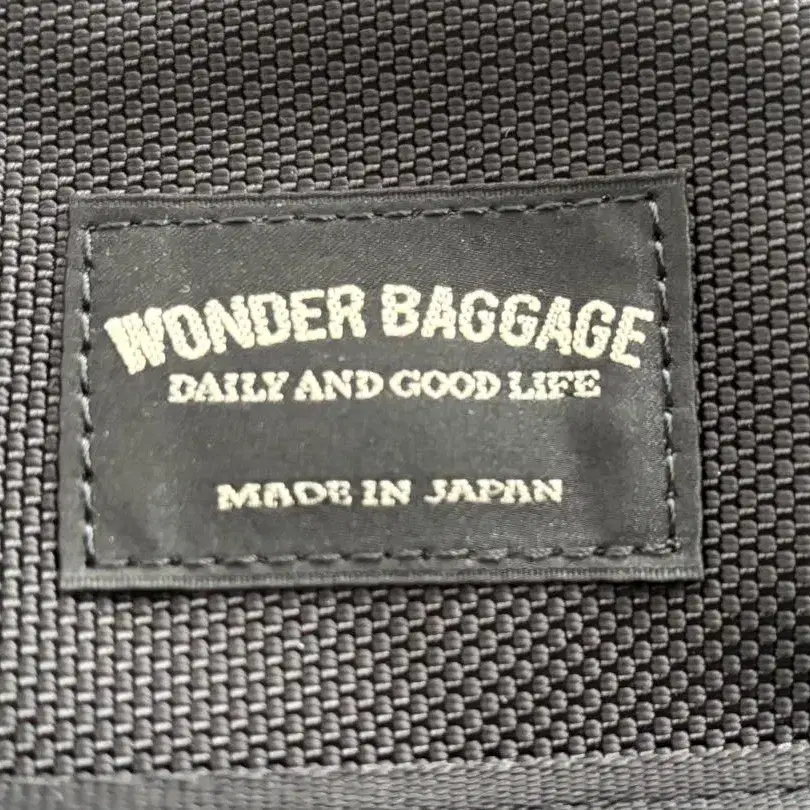 WONDER BAGGAGE
DAILY AND GOOD LIFE
MADE IN JAPAN